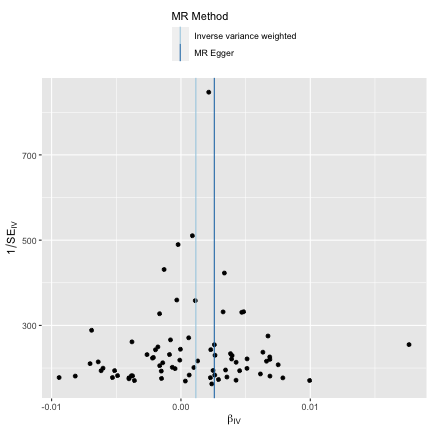 MR Method
Inverse variance weighted
MR Egger
700
500
300
1/SE_IV
-0.01
0.00
0.01
β_IV